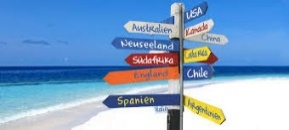 USA
Australien
Kanada
China
Neuseeland
Costa Rica
Südafrika
England
Chile
Spanien
Argentinien